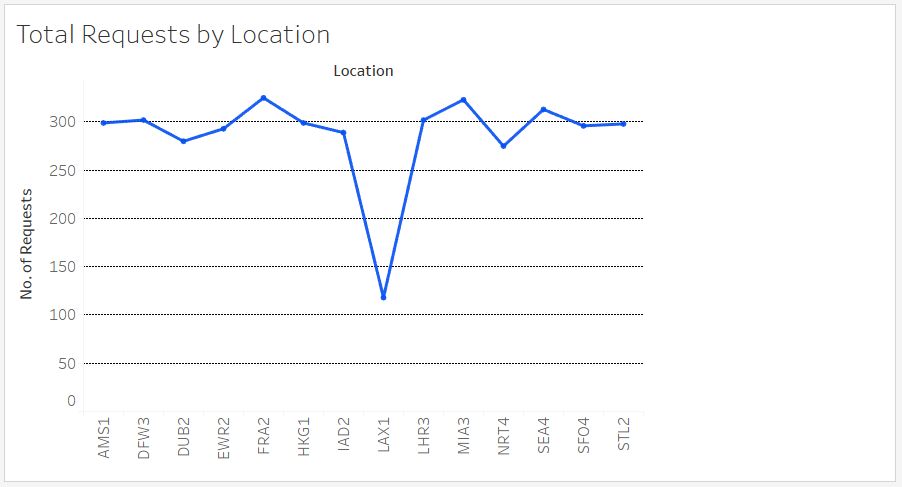 Total Requests by Location
Location
No. of Requests
300
250
200
150
100
50
0
AMS1
DFW3
DUB2
EWR2
FRA2
HKG1
IAD2
LAX1
LHR3
MIA3
NRT4
SEA4
SFO4
STL2